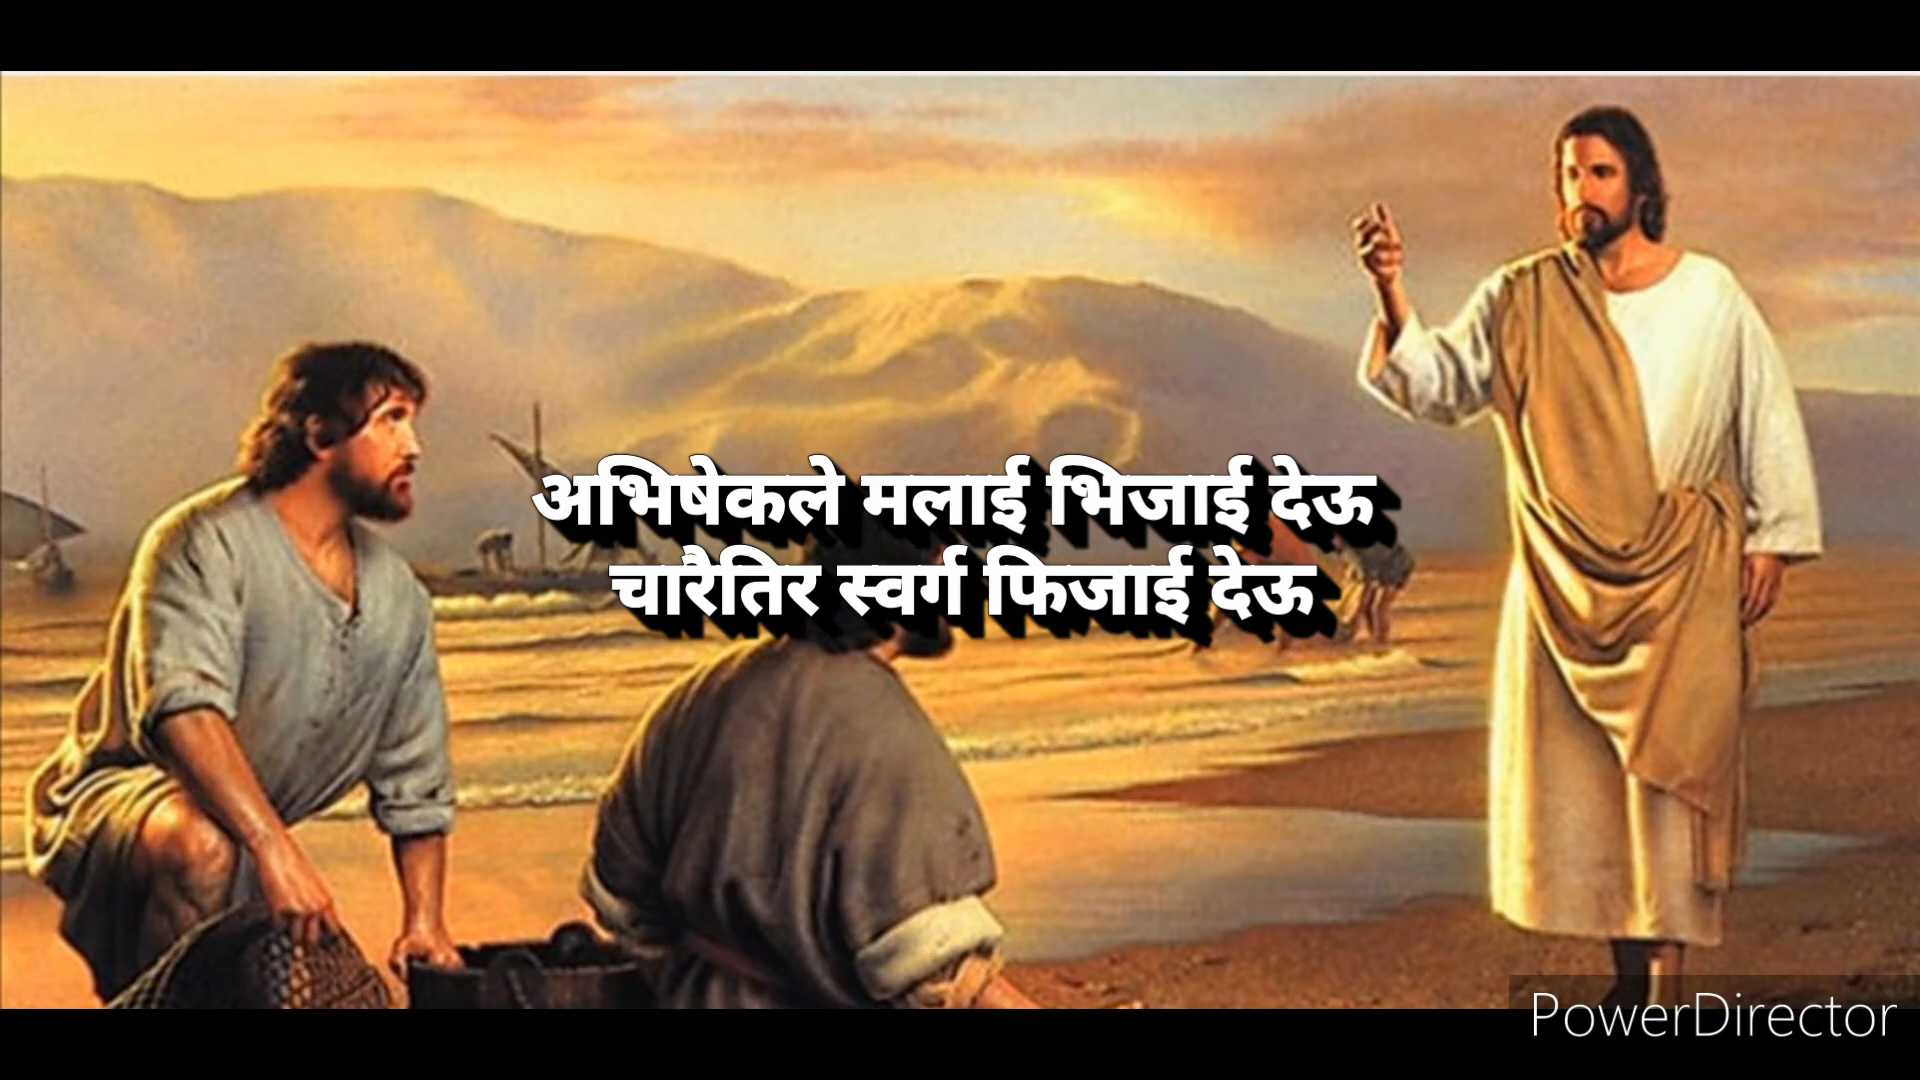 अभिषेकले मलाई भिजाई देऊ
चारैतिर स्वर्ग फिजाई देऊ
PowerDirector